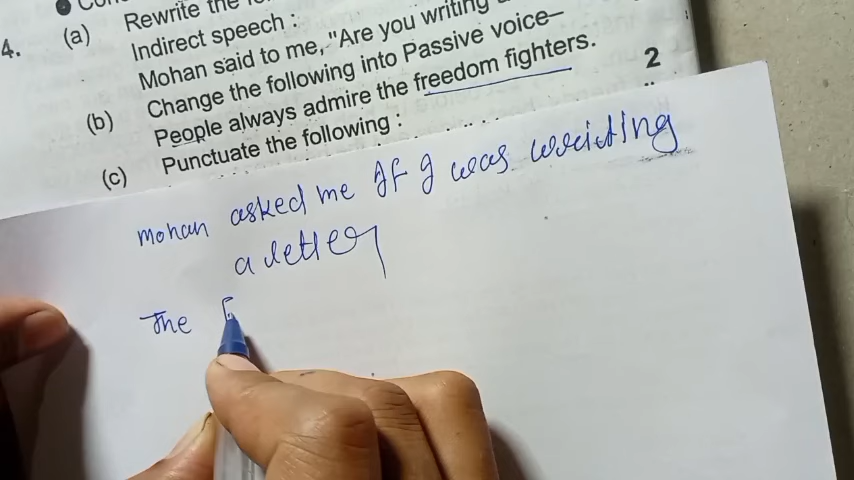 4. (a) Rewrite the
Indirect speech :
Mohan said to me, "Are you writing
(b) Change the following into Passive voice–
People always admire the freedom fighters. 2
(c) Punctuate the following :
Mohan asked me If I was wrriting
a letter
The